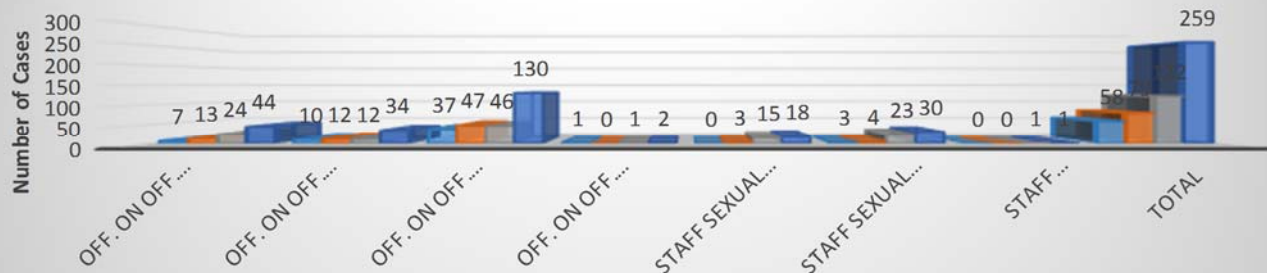 Number of Cases
300
250
200
150
100
50
0
7 13 24 44
10 12 12 34
37 47 46 130
1 0 1 2
0 3 15 18
3 4 23 30
0 0 1 1
58 259
OFF. ON OFF....
OFF. ON OFF....
OFF. ON OFF....
OFF. ON OFF....
STAFF SEXUAL...
STAFF SEXUAL...
STAFF...
TOTAL